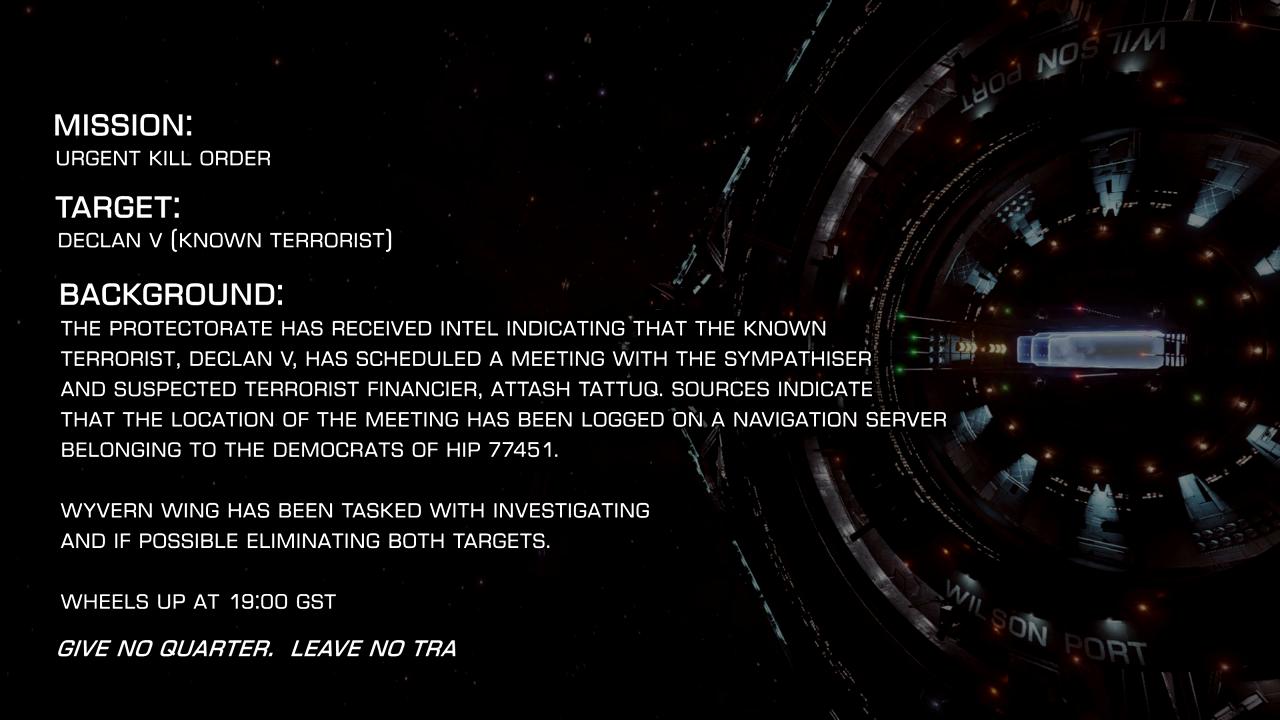 MISSION:
URGENT KILL ORDER
TARGET:
DECLAN V (KNOWN TERRORIST)
BACKGROUND:
THE PROTECTORATE HAS RECEIVED INTEL INDICATING THAT THE KNOWN
TERRORIST, DECLAN V, HAS SCHEDULED A MEETING WITH THE SYMPATHISER
AND SUSPECTED TERRORIST FINANCIER, ATTASH TATTUQ. SOURCES INDICATE
THAT THE LOCATION OF THE MEETING HAS BEEN LOGGED ON A NAVIGATION SERVER
BELONGING TO THE DEMOCRATS OF HIP 77451.
WYVERN WING HAS BEEN TASKED WITH INVESTIGATING
AND IF POSSIBLE ELIMINATING BOTH TARGETS.
WHEELS UP AT 19:00 GST
GIVE NO QUARTER. LEAVE NO TRA
WILSON PORT
WILSON PORT